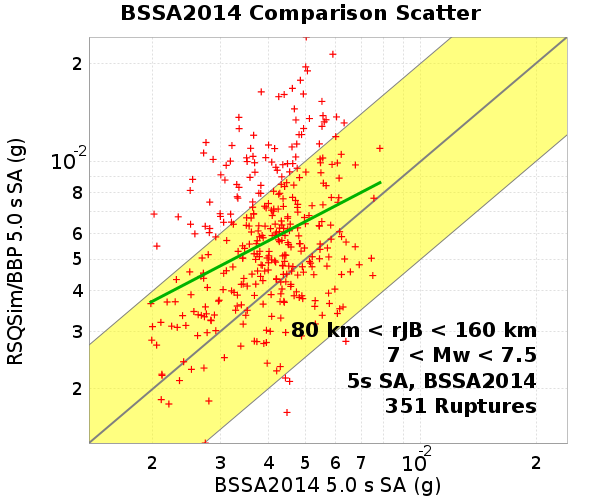 BSSA2014 Comparison Scatter
RSQSim/BBP 5.0 s SA (g)
2
10-2
8
6
5
4
3
2
80 km < rJB < 160 km
7 < Mw < 7.5
5s SA, BSSA2014
351 Ruptures
2 3 4 5 6 7 10-2 2
BSSA2014 5.0 s SA (g)